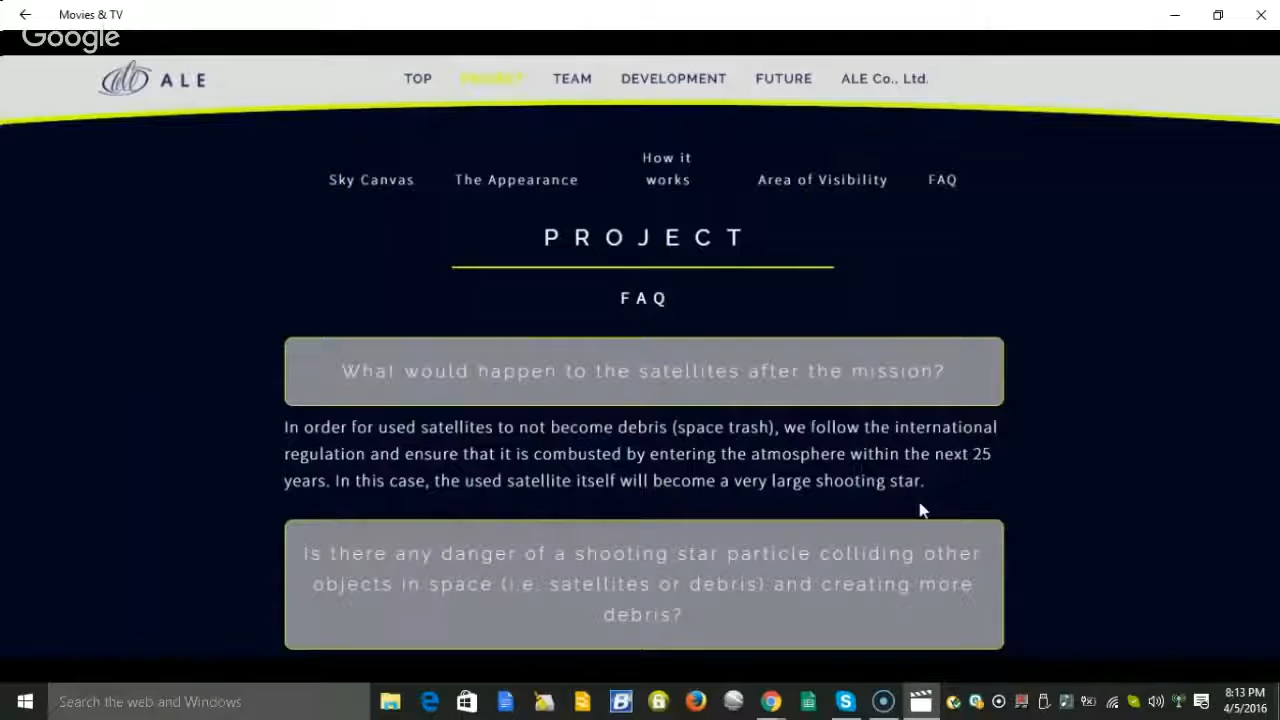 Movies & TV
Google
ALE
TOP PROJECT TEAM DEVELOPMENT FUTURE ALE Co., Ltd.
How it
Sky Canvas The Appearance works Area of Visibility FAQ
PROJECT
FAQ
What would happen to the satellites after the mission?
In order for used satellites to not become debris (space trash), we follow the international
regulation and ensure that it is combusted by entering the atmosphere within the next 25
years. In this case, the used satellite itself will become a very large shooting star.
Is there any danger of a shooting star particle colliding other
objects in space (i.e. satellites or debris) and creating more
debris?
Search the web and Windows
8:13 PM
4/5/2016